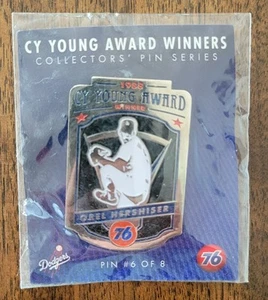 CY YOUNG AWARD WINNERS
COLLECTORS' PIN SERIES
1988
CY YOUNG AWARD
WINNER
OREL HERSHISER
76
Dodgers
76
PIN #6 OF 8